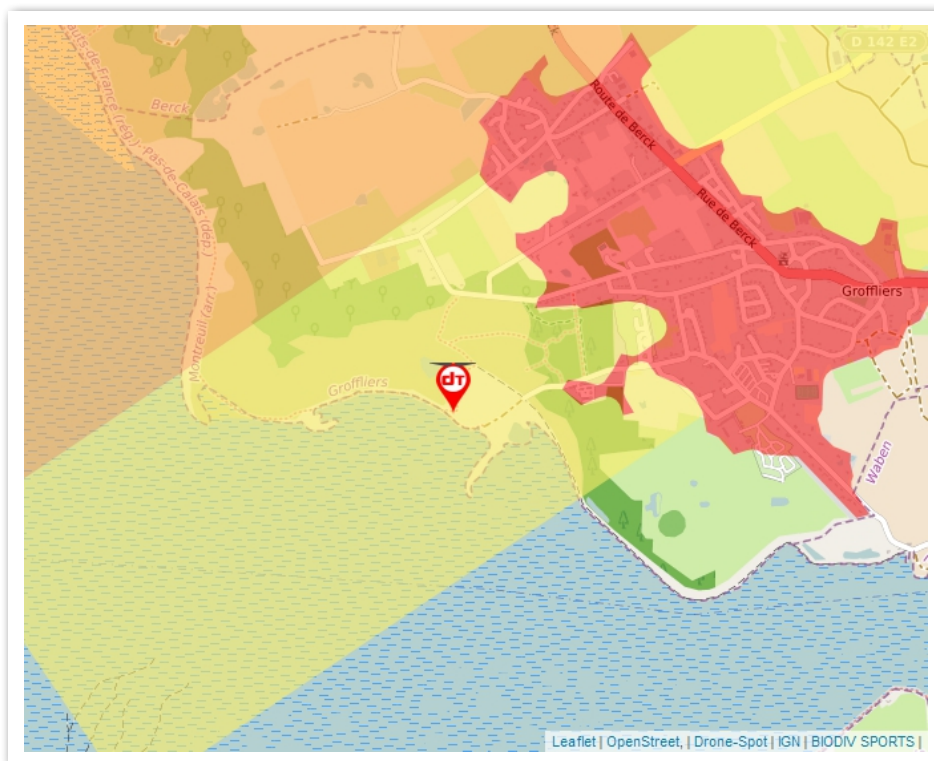 D 142 E2
Hauts-de-France (rég.) Pas-de-Calais (dép.)
Berck
Route de Berck
Rue de Berck
Groffliers
Montreuil (arr.)
Groffliers
dT
Waben
Leaflet | OpenStreet, | Drone-Spot | IGN | BIODIV SPORTS |